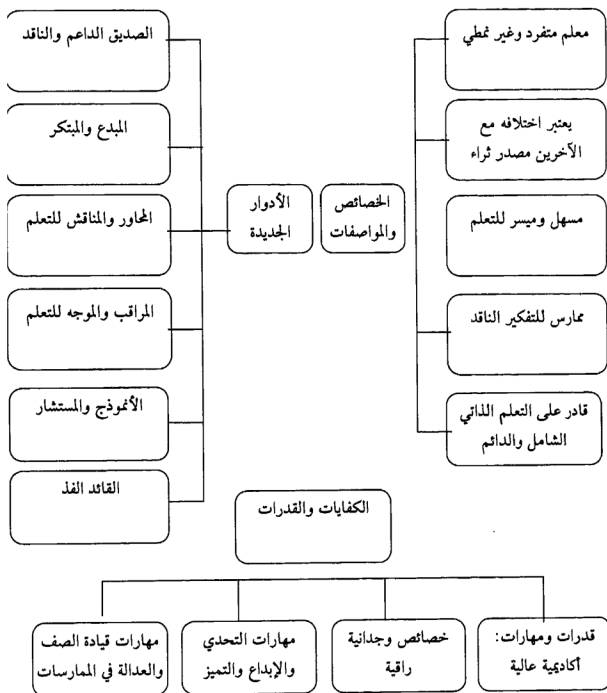 معلم متفرد وغير نمطي
يعتبر اختلافه مع
الآخرين مصدر ثراء
مسهل وميسر للتعلم
ممارس للتفكير الناقد
قادر على التعلم الذاتي
الشامل والدائم
الخصائص
والمواصفات
الأدوار
الجديدة
الصديق الداعم والناقد
المبدع والمبتكر
المحاور والمناقش للتعلم
المراقب والموجه للتعلم
الأنموذج والمستشار
القائد الفذ
الكفايات والقدرات
قدرات ومهارات:
أكاديمية عالية
خصائص وجدانية
راقية
مهارات التحدي
والإبداع والتميز
مهارات قيادة الصف
والعدالة في الممارسات